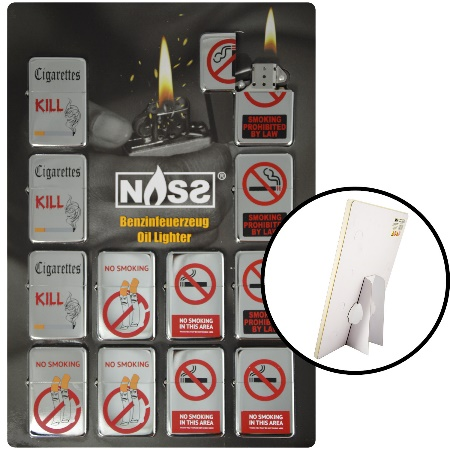 Cigarettes
KILL
SMOKING
PROHIBITED
BY LAW
Cigarettes
KILL
NASS®
Benzinfeuerzeug
Oil Lighter
SMOKING
PROHIBITED
BY LAW
Cigarettes
KILL
NO SMOKING
NO SMOKING
IN THIS AREA
SMOKING
NO SMOKING
NO SMOKING
NO SMOKING
IN THIS AREA
NO SMOKING
IN THIS AREA